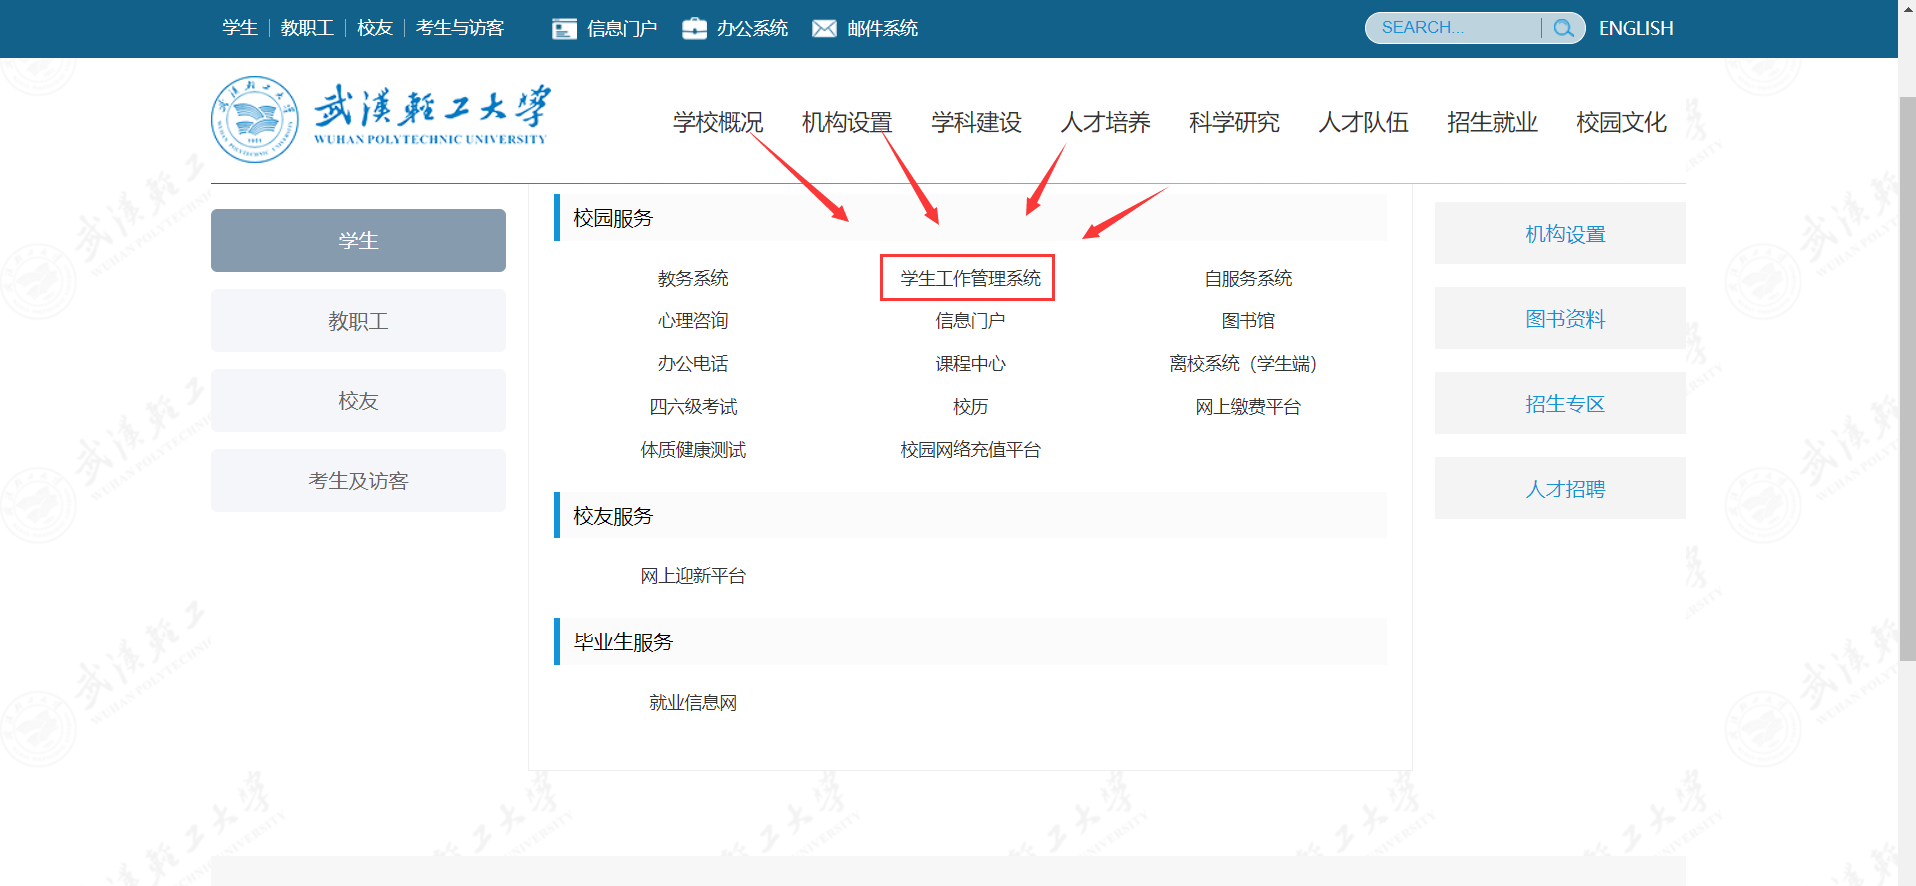 学生 教职工 校友 考生与访客 信息门户 办公系统 邮件系统 SEARCH... ENGLISH
武漢輕工大學
WUHAN POLYTECHNIC UNIVERSITY
学校概况 机构设置 学科建设 人才培养 科学研究 人才队伍 招生就业 校园文化
学生
教职工
校友
考生及访客
校园服务
教务系统 学生工作管理系统 自服务系统
心理咨询 信息门户 图书馆
办公电话 课程中心 离校系统（学生端）
四六级考试 校历 网上缴费平台
体质健康测试 校园网络充值平台
校友服务
网上迎新平台
毕业生服务
就业信息网
机构设置
图书资料
招生专区
人才招聘